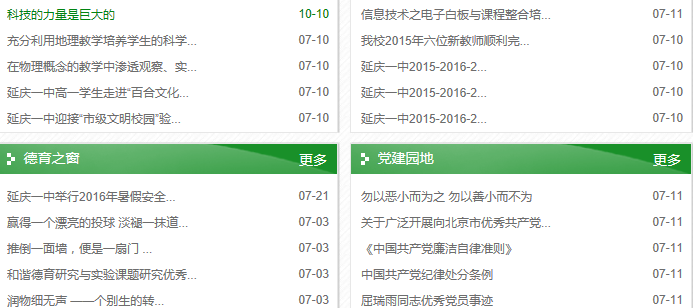 科技的力量是巨大的 10-10
充分利用地理教学培养学生的科学... 07-10
在物理概念的教学中渗透观察、实... 07-10
延庆一中高一学生走进“百合文化... 07-10
延庆一中迎接“市级文明校园”验... 07-10
信息技术之电子白板与课程整合培... 07-11
我校2015年六位新教师顺利完... 07-10
延庆一中2015-2016-2... 07-10
延庆一中2015-2016-2... 07-10
延庆一中2015-2016-2... 07-10
德育之窗 更多
延庆一中举行2016年暑假安全... 07-21
赢得一个漂亮的投球 淡褪一抹道... 07-03
推倒一面墙，便是一扇门 ... 07-03
和谐德育研究与实验课题研究优秀... 07-03
润物细无声 ——个别生的转... 07-03
党建园地 更多
勿以恶小而为之 勿以善小而不为 07-11
关于广泛开展向北京市优秀共产党... 07-11
《中国共产党廉洁自律准则》 07-11
中国共产党纪律处分条例 07-11
屈瑞雨同志优秀党员事迹 07-11